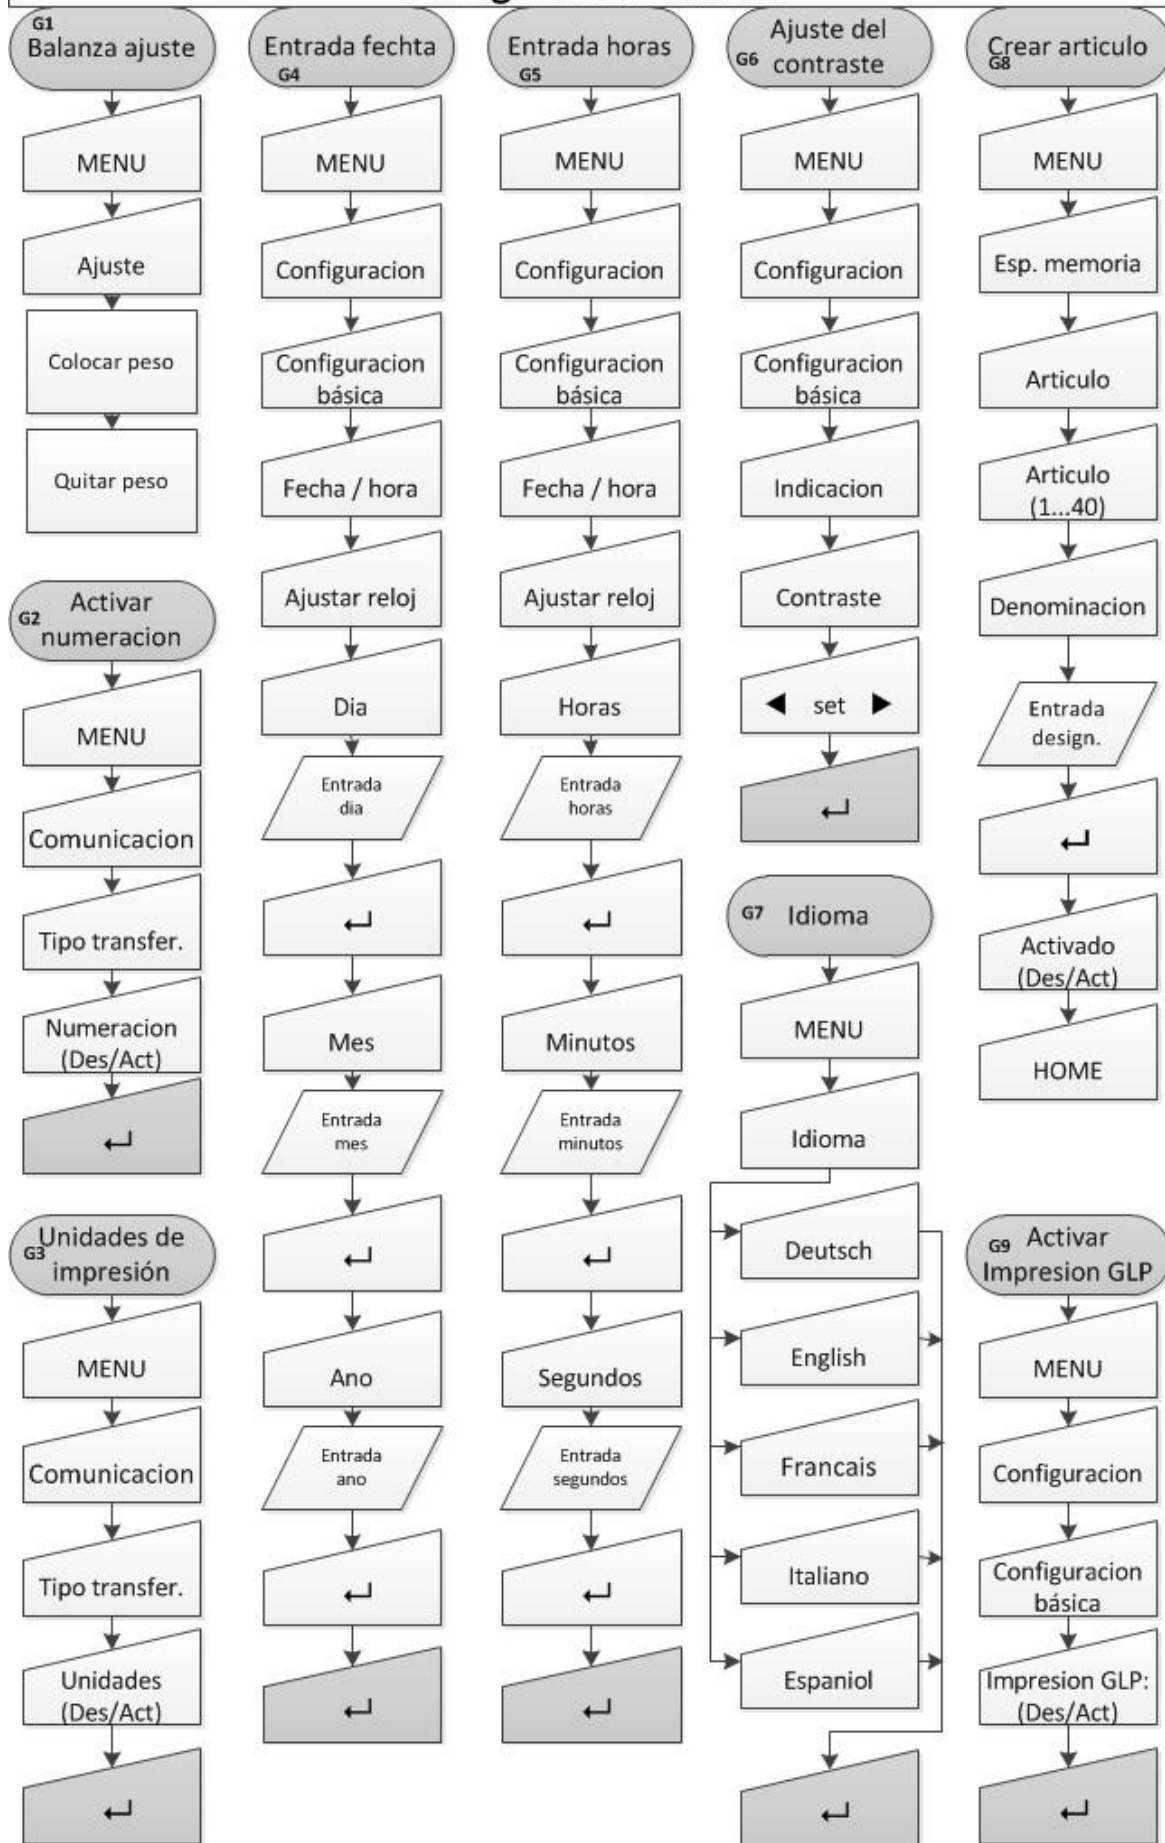 G1
Balanza ajuste
MENU
Ajuste
Colocar peso
Quitar peso
G2
Activar
numeracion
MENU
Comunicacion
Tipo transfer.
Numeracion
(Des/Act)
↵
G3
Unidades de
impresión
MENU
Comunicacion
Tipo transfer.
Unidades
(Des/Act)
↵
Entrada fechta
G4
MENU
Configuracion
Configuracion
básica
Fecha / hora
Ajustar reloj
Dia
Entrada
dia
↵
Mes
Entrada
mes
↵
Ano
Entrada
ano
↵
↵
Entrada horas
G5
MENU
Configuracion
Configuracion
básica
Fecha / hora
Ajustar reloj
Horas
Entrada
horas
↵
Minutos
Entrada
minutos
↵
Segundos
Entrada
segundos
↵
↵
Ajuste del
G6 contraste
MENU
Configuracion
Configuracion
básica
Indicacion
Contraste
◄ set ►
↵
G7 Idioma
MENU
Idioma
Deutsch
English
Francais
Italiano
Espaniol
↵
Crear articulo
G8
MENU
Esp. memoria
Articulo
Articulo
(1...40)
Denominacion
Entrada
design.
↵
Activado
(Des/Act)
HOME
G9 Activar
Impresion GLP
MENU
Configuracion
Configuracion
básica
Impresion GLP:
(Des/Act)
↵